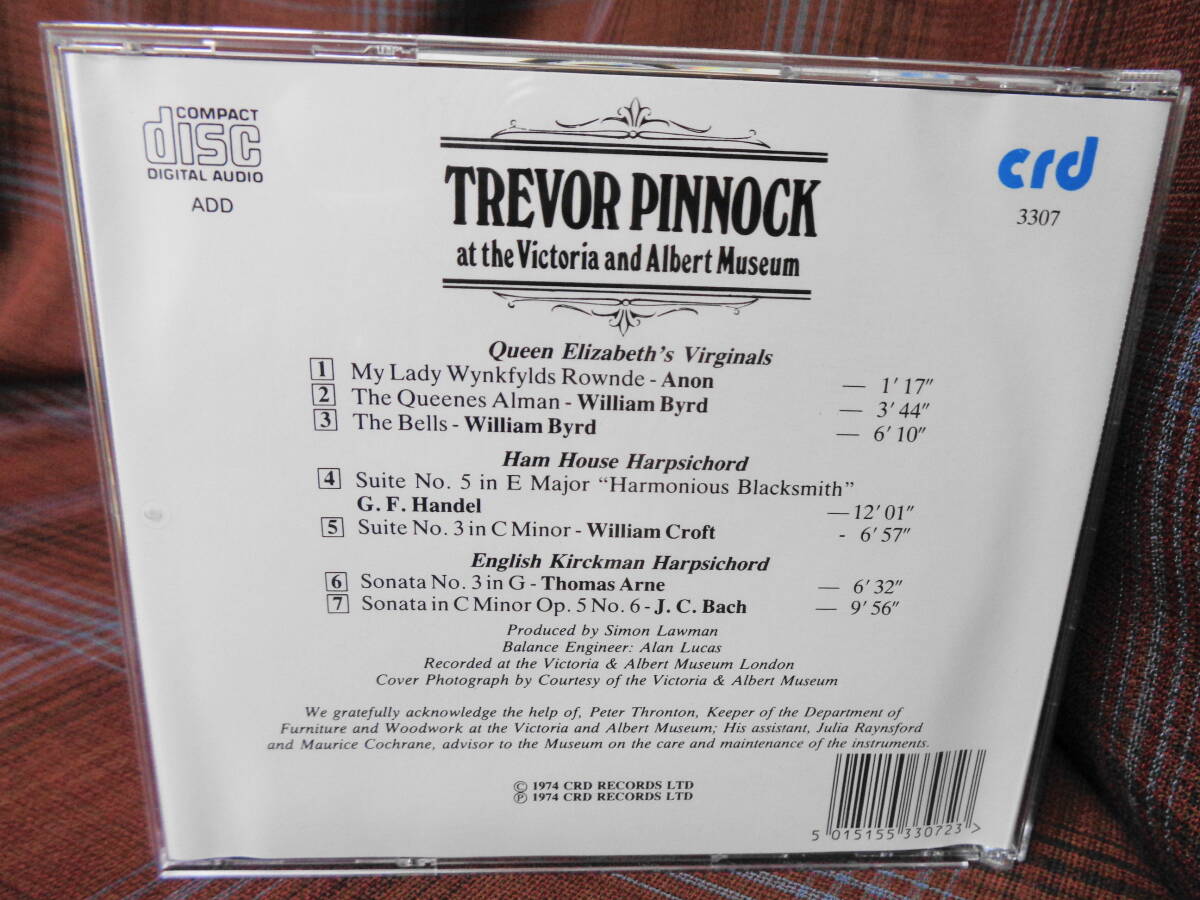 COMPACT
disc
DIGITAL AUDIO
ADD
TREVOR PINNOCK
at the Victoria and Albert Museum
crd
3307
Queen Elizabeth's Virginals
1 My Lady Wynkfylds Rownde - Anon — 1' 17"
2 The Queenes Alman - William Byrd — 3' 44"
3 The Bells - William Byrd — 6' 10"
Ham House Harpsichord
4 Suite No. 5 in E Major "Harmonious Blacksmith"
G. F. Handel —12' 01"
5 Suite No. 3 in C Minor - William Croft - 6' 57"
English Kirckman Harpsichord
6 Sonata No. 3 in G - Thomas Arne — 6' 32"
7 Sonata in C Minor Op. 5 No. 6 - J. C. Bach — 9' 56"
Produced by Simon Lawman
Balance Engineer: Alan Lucas
Recorded at the Victoria & Albert Museum London
Cover Photograph by Courtesy of the Victoria & Albert Museum
We gratefully acknowledge the help of, Peter Thronton, Keeper of the Department of
Furniture and Woodwork at the Victoria and Albert Museum; His assistant, Julia Raynsford
and Maurice Cochrane, advisor to the Museum on the care and maintenance of the instruments.
© 1974 CRD RECORDS LTD
℗ 1974 CRD RECORDS LTD
5 015155 330723 >